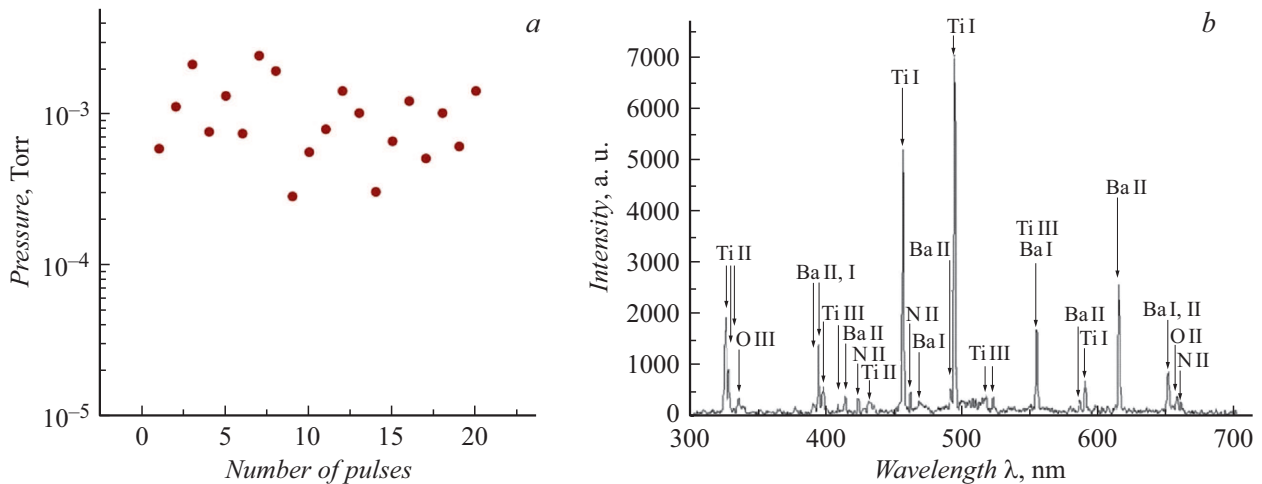 a
Pressure, Torr
10⁻³
10⁻⁴
10⁻⁵
0 5 10 15 20
Number of pulses
b
Intensity, a. u.
7000
6000
5000
4000
3000
2000
1000
0
300 400 500 600 700
Wavelength λ, nm
Ti I
Ti I
Ba II
Ti III
Ba I
Ba II
Ti II
Ba II, I
Ti III
O III
Ba II
N II
Ti II
N II
Ba I
Ti III
Ba II
Ti I
Ba I, II
O II
N II